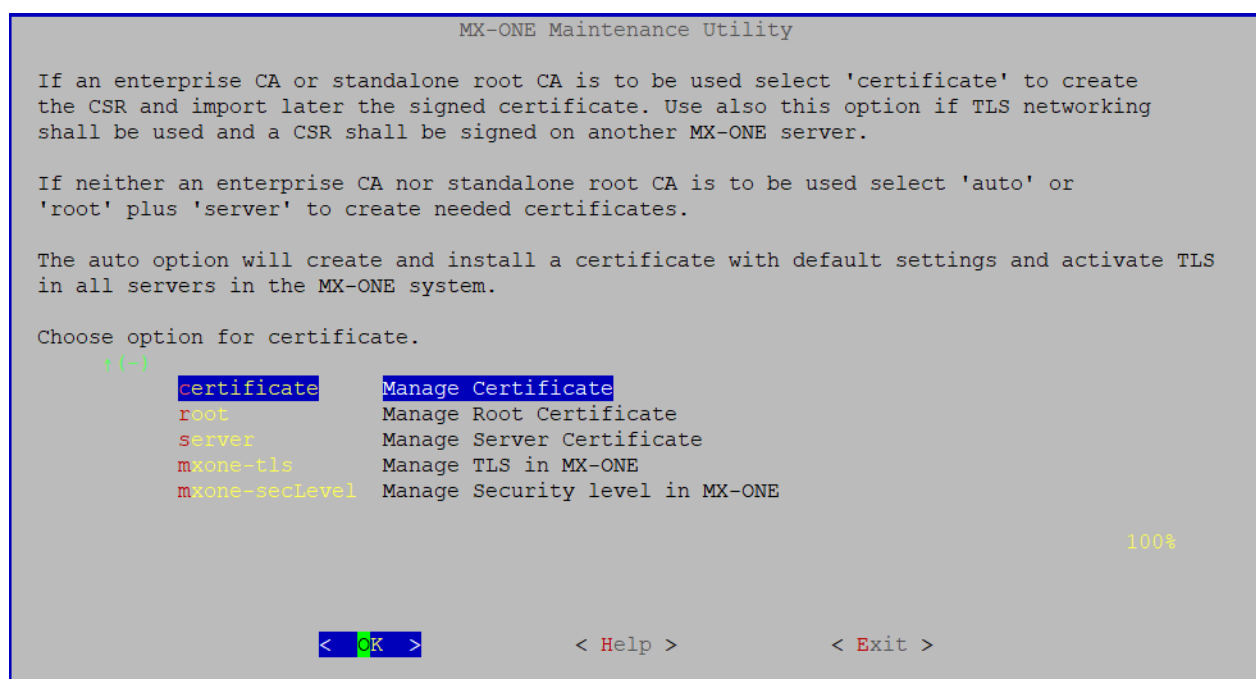 MX-ONE Maintenance Utility
If an enterprise CA or standalone root CA is to be used select 'certificate' to create
the CSR and import later the signed certificate. Use also this option if TLS networking
shall be used and a CSR shall be signed on another MX-ONE server.
If neither an enterprise CA nor standalone root CA is to be used select 'auto' or
'root' plus 'server' to create needed certificates.
The auto option will create and install a certificate with default settings and activate TLS
in all servers in the MX-ONE system.
Choose option for certificate.
↑(-)
certificate Manage Certificate
root Manage Root Certificate
server Manage Server Certificate
mxone-tls Manage TLS in MX-ONE
mxone-secLevel Manage Security level in MX-ONE
100%
< OK > < Help > < Exit >